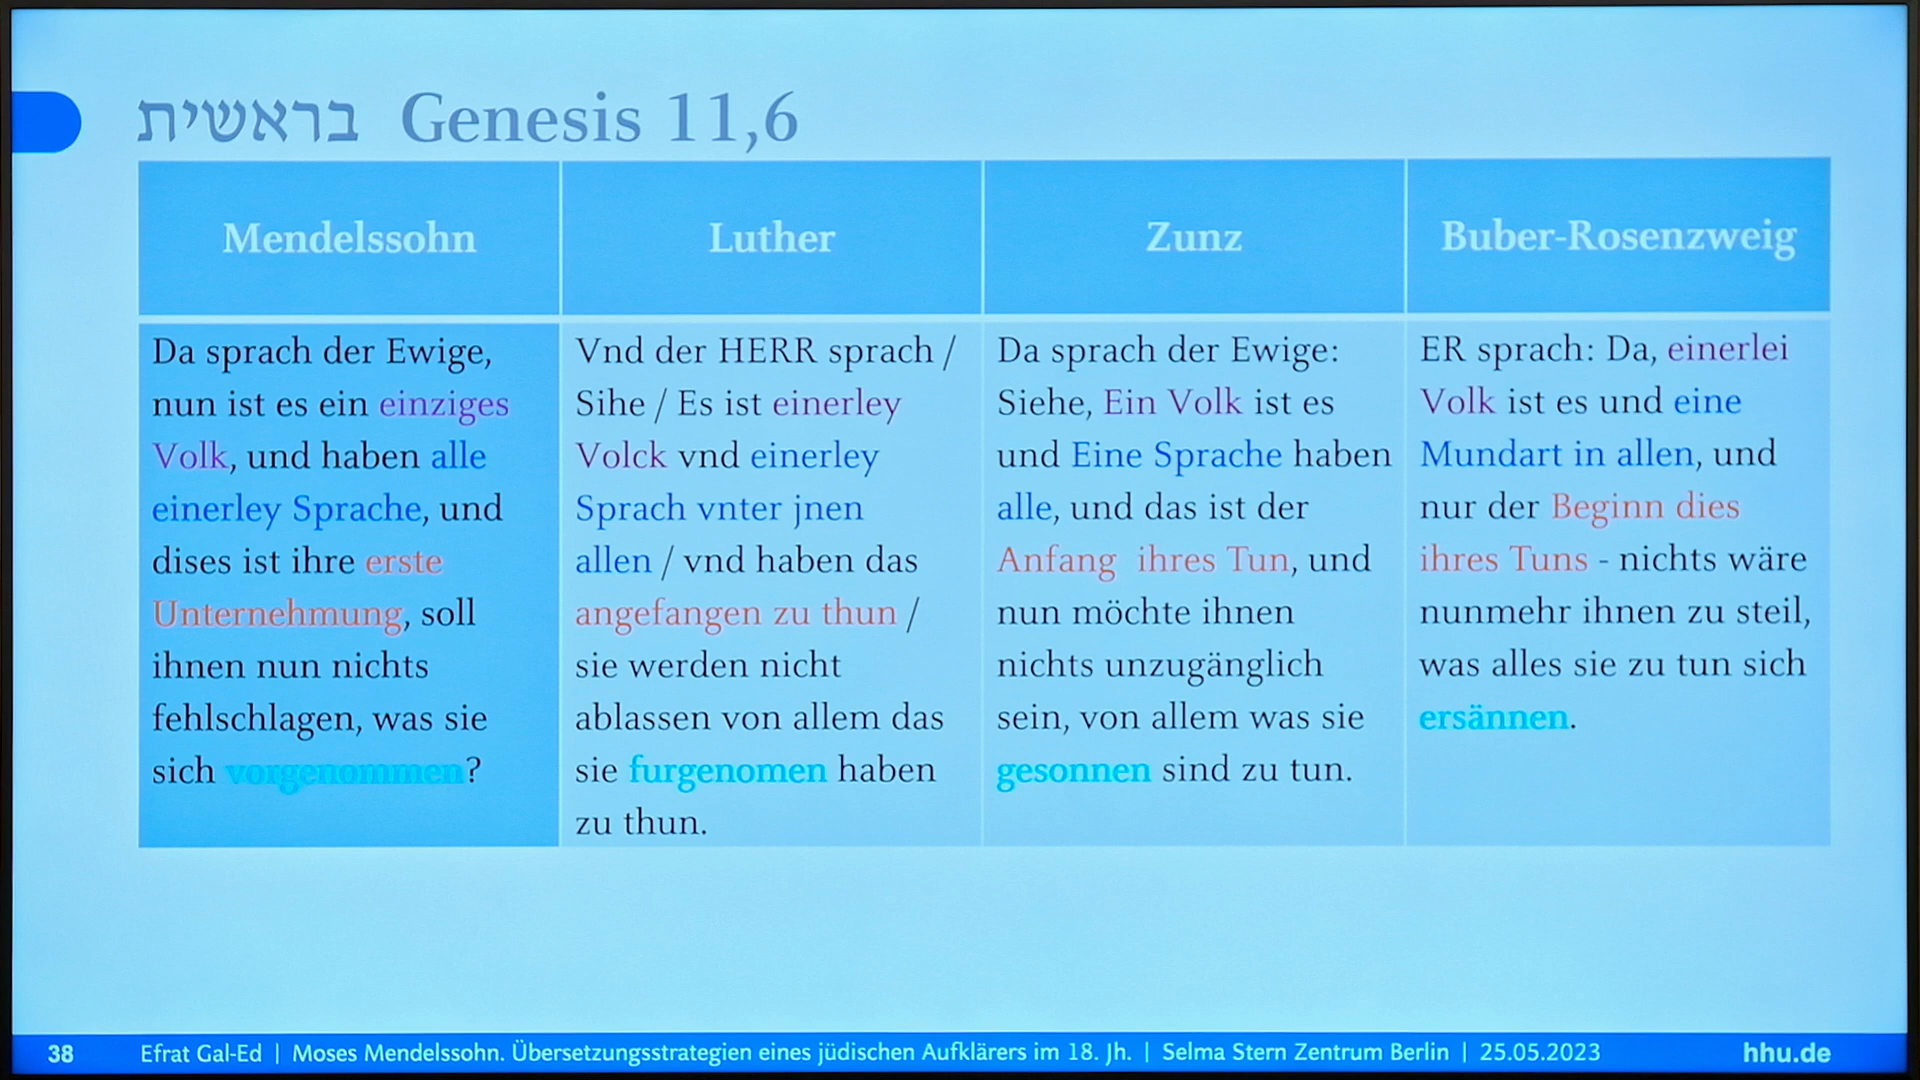 בראשית Genesis 11,6
Mendelssohn
Luther
Zunz
Buber-Rosenzweig
Da sprach der Ewige,
nun ist es ein einziges
Volk, und haben alle
einerley Sprache, und
dises ist ihre erste
Unternehmung, soll
ihnen nun nichts
fehlschlagen, was sie
sich vorgenommen?
Vnd der HERR sprach /
Sihe / Es ist einerley
Volck vnd einerley
Sprach vnter jnen
allen / vnd haben das
angefangen zu thun /
sie werden nicht
ablassen von allem das
sie furgenomen haben
zu thun.
Da sprach der Ewige:
Siehe, Ein Volk ist es
und Eine Sprache haben
alle, und das ist der
Anfang ihres Tun, und
nun möchte ihnen
nichts unzugänglich
sein, von allem was sie
gesonnen sind zu tun.
ER sprach: Da, einerlei
Volk ist es und eine
Mundart in allen, und
nur der Beginn dies
ihres Tuns - nichts wäre
nunmehr ihnen zu steil,
was alles sie zu tun sich
ersännen.
38 Efrat Gal-Ed | Moses Mendelssohn. Übersetzungsstrategien eines jüdischen Aufklärers im 18. Jh. | Selma Stern Zentrum Berlin | 25.05.2023 hhu.de